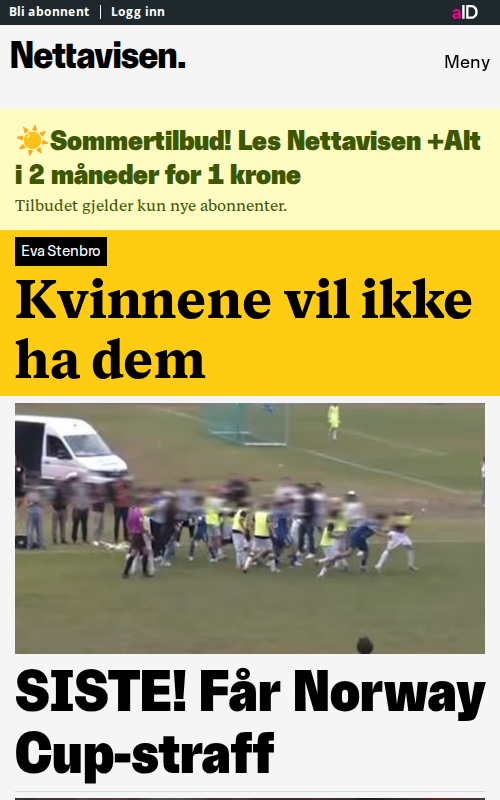 Bli abonnent
Logg inn
aID
Nettavisen.
Meny
☀️Sommertilbud! Les Nettavisen +Alt
i 2 måneder for 1 krone
Tilbudet gjelder kun nye abonnenter.
Eva Stenbro
Kvinnene vil ikke
ha dem
SISTE! Får Norway
Cup-straff